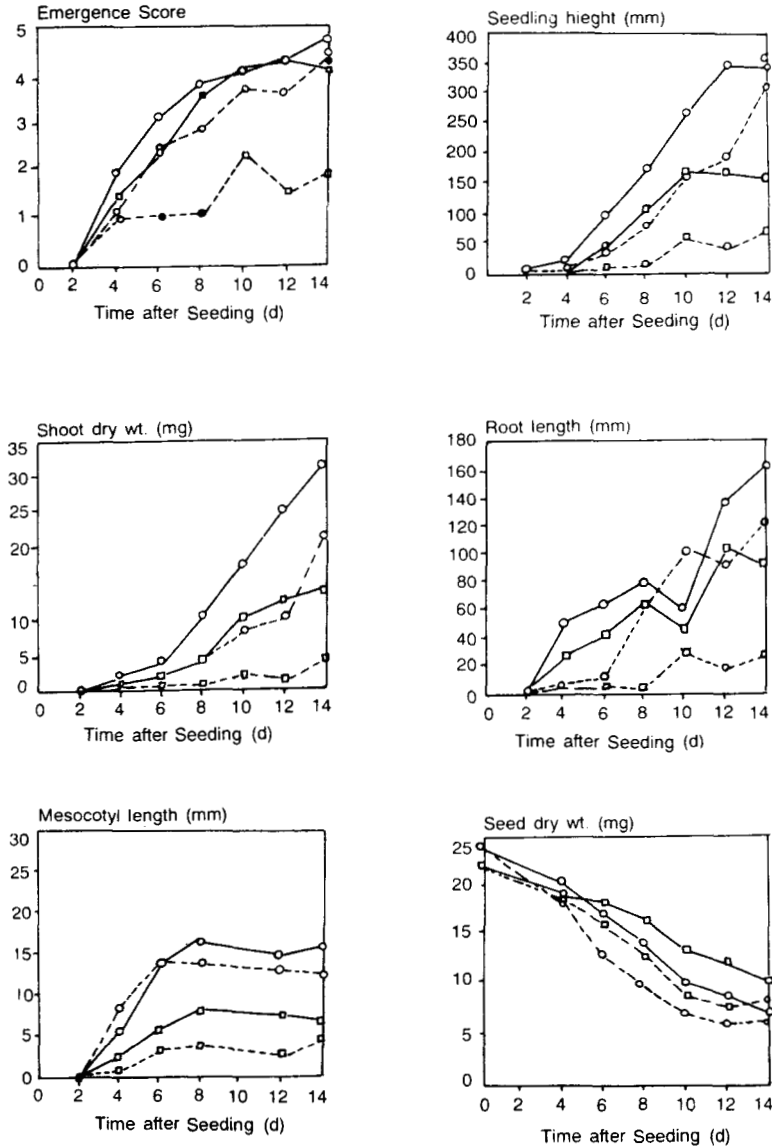 Emergence Score
5
4
3
2
1
0
0 2 4 6 8 10 12 14
Time after Seeding (d)
Seedling hieght (mm)
400
350
300
250
200
150
100
50
0
0 2 4 6 8 10 12 14
Time after Seeding (d)
Shoot dry wt. (mg)
35
30
25
20
10
5
0
0 2 4 6 8 10 12 14
Time after Seeding (d)
Root length (mm)
180
160
140
120
100
80
60
40
20
0
0 2 4 6 8 10 12 14
Time after Seeding (d)
Mesocotyl length (mm)
30
25
20
15
10
5
0
0 2 4 6 8 10 12 14
Time after Seeding (d)
Seed dry wt. (mg)
25
20
15
10
5
0
0 2 4 6 8 10 12 14
Time after Seeding (d)